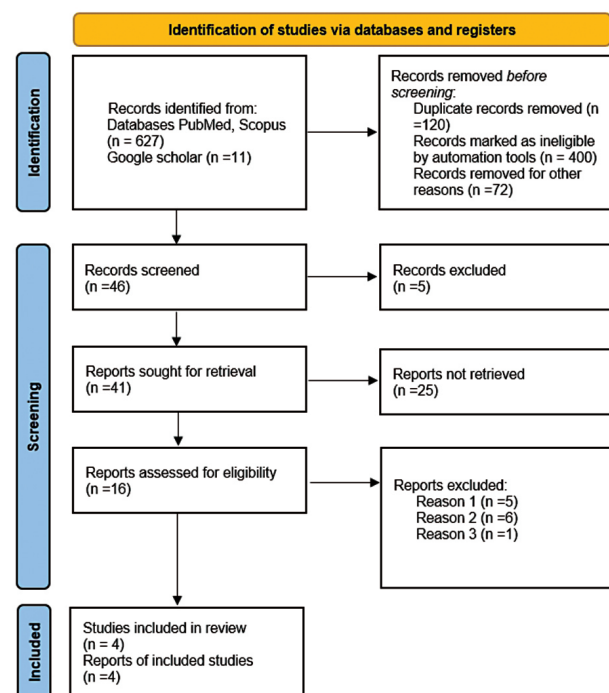 Identification of studies via databases and registers
Identification
Records identified from:
Databases PubMed, Scopus
(n = 627)
Google scholar (n =11)
Records removed before
screening:
Duplicate records removed (n
=120)
Records marked as ineligible
by automation tools (n = 400)
Records removed for other
reasons (n =72)
Screening
Records screened
(n =46)
Records excluded
(n =5)
Reports sought for retrieval
(n =41)
Reports not retrieved
(n =25)
Reports assessed for eligibility
(n =16)
Reports excluded:
Reason 1 (n =5)
Reason 2 (n =6)
Reason 3 (n =1)
Included
Studies included in review
(n = 4)
Reports of included studies
(n =4)